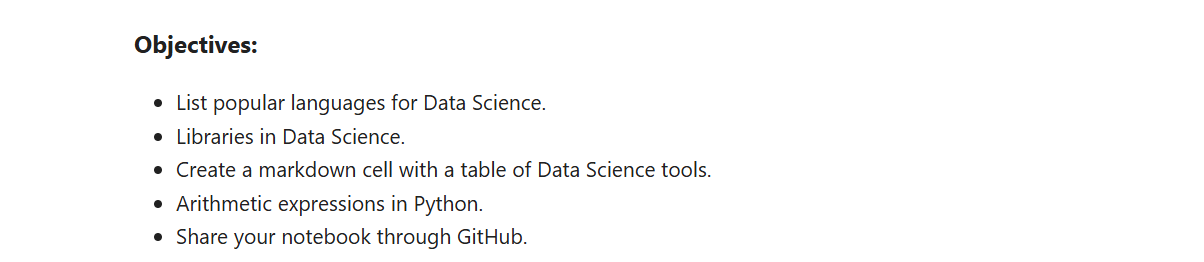 Objectives:
List popular languages for Data Science.
Libraries in Data Science.
Create a markdown cell with a table of Data Science tools.
Arithmetic expressions in Python.
Share your notebook through GitHub.